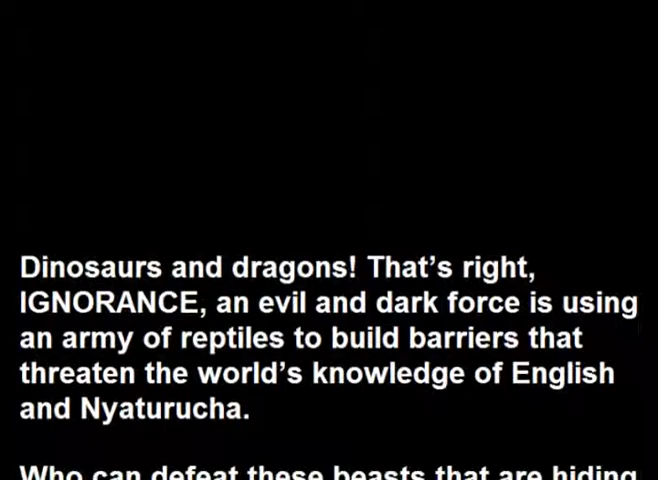 Dinosaurs and dragons! That’s right,
IGNORANCE, an evil and dark force is using
an army of reptiles to build barriers that
threaten the world’s knowledge of English
and Nyaturucha.
Who can defeat these beasts that are hiding